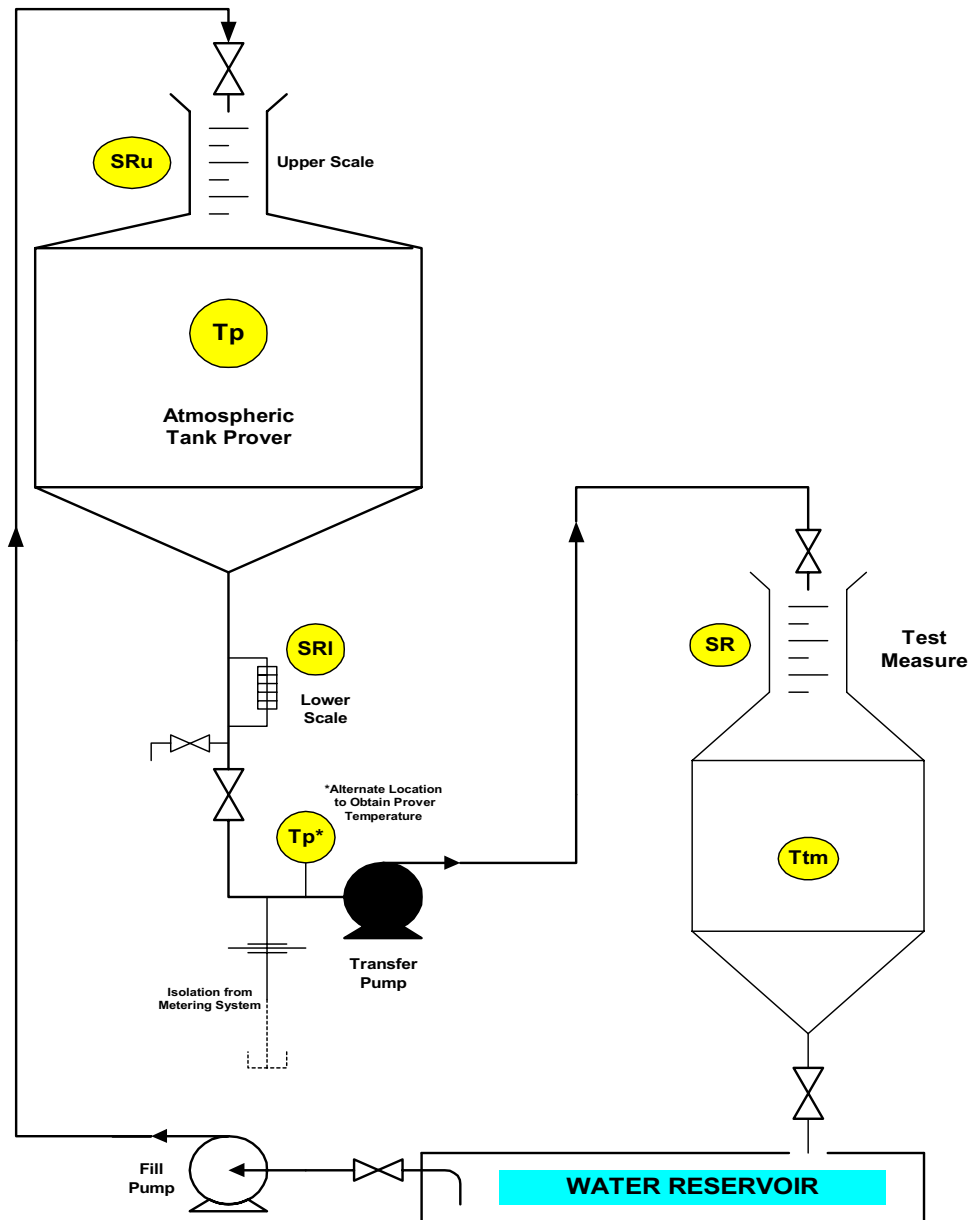 SRu
Upper Scale
Tp
Atmospheric
Tank Prover
SRl
Lower
Scale
SR
Test
Measure
*Alternate Location
to Obtain Prover
Temperature
Tp*
Ttm
Transfer
Pump
Isolation from
Metering System
Fill
Pump
WATER RESERVOIR